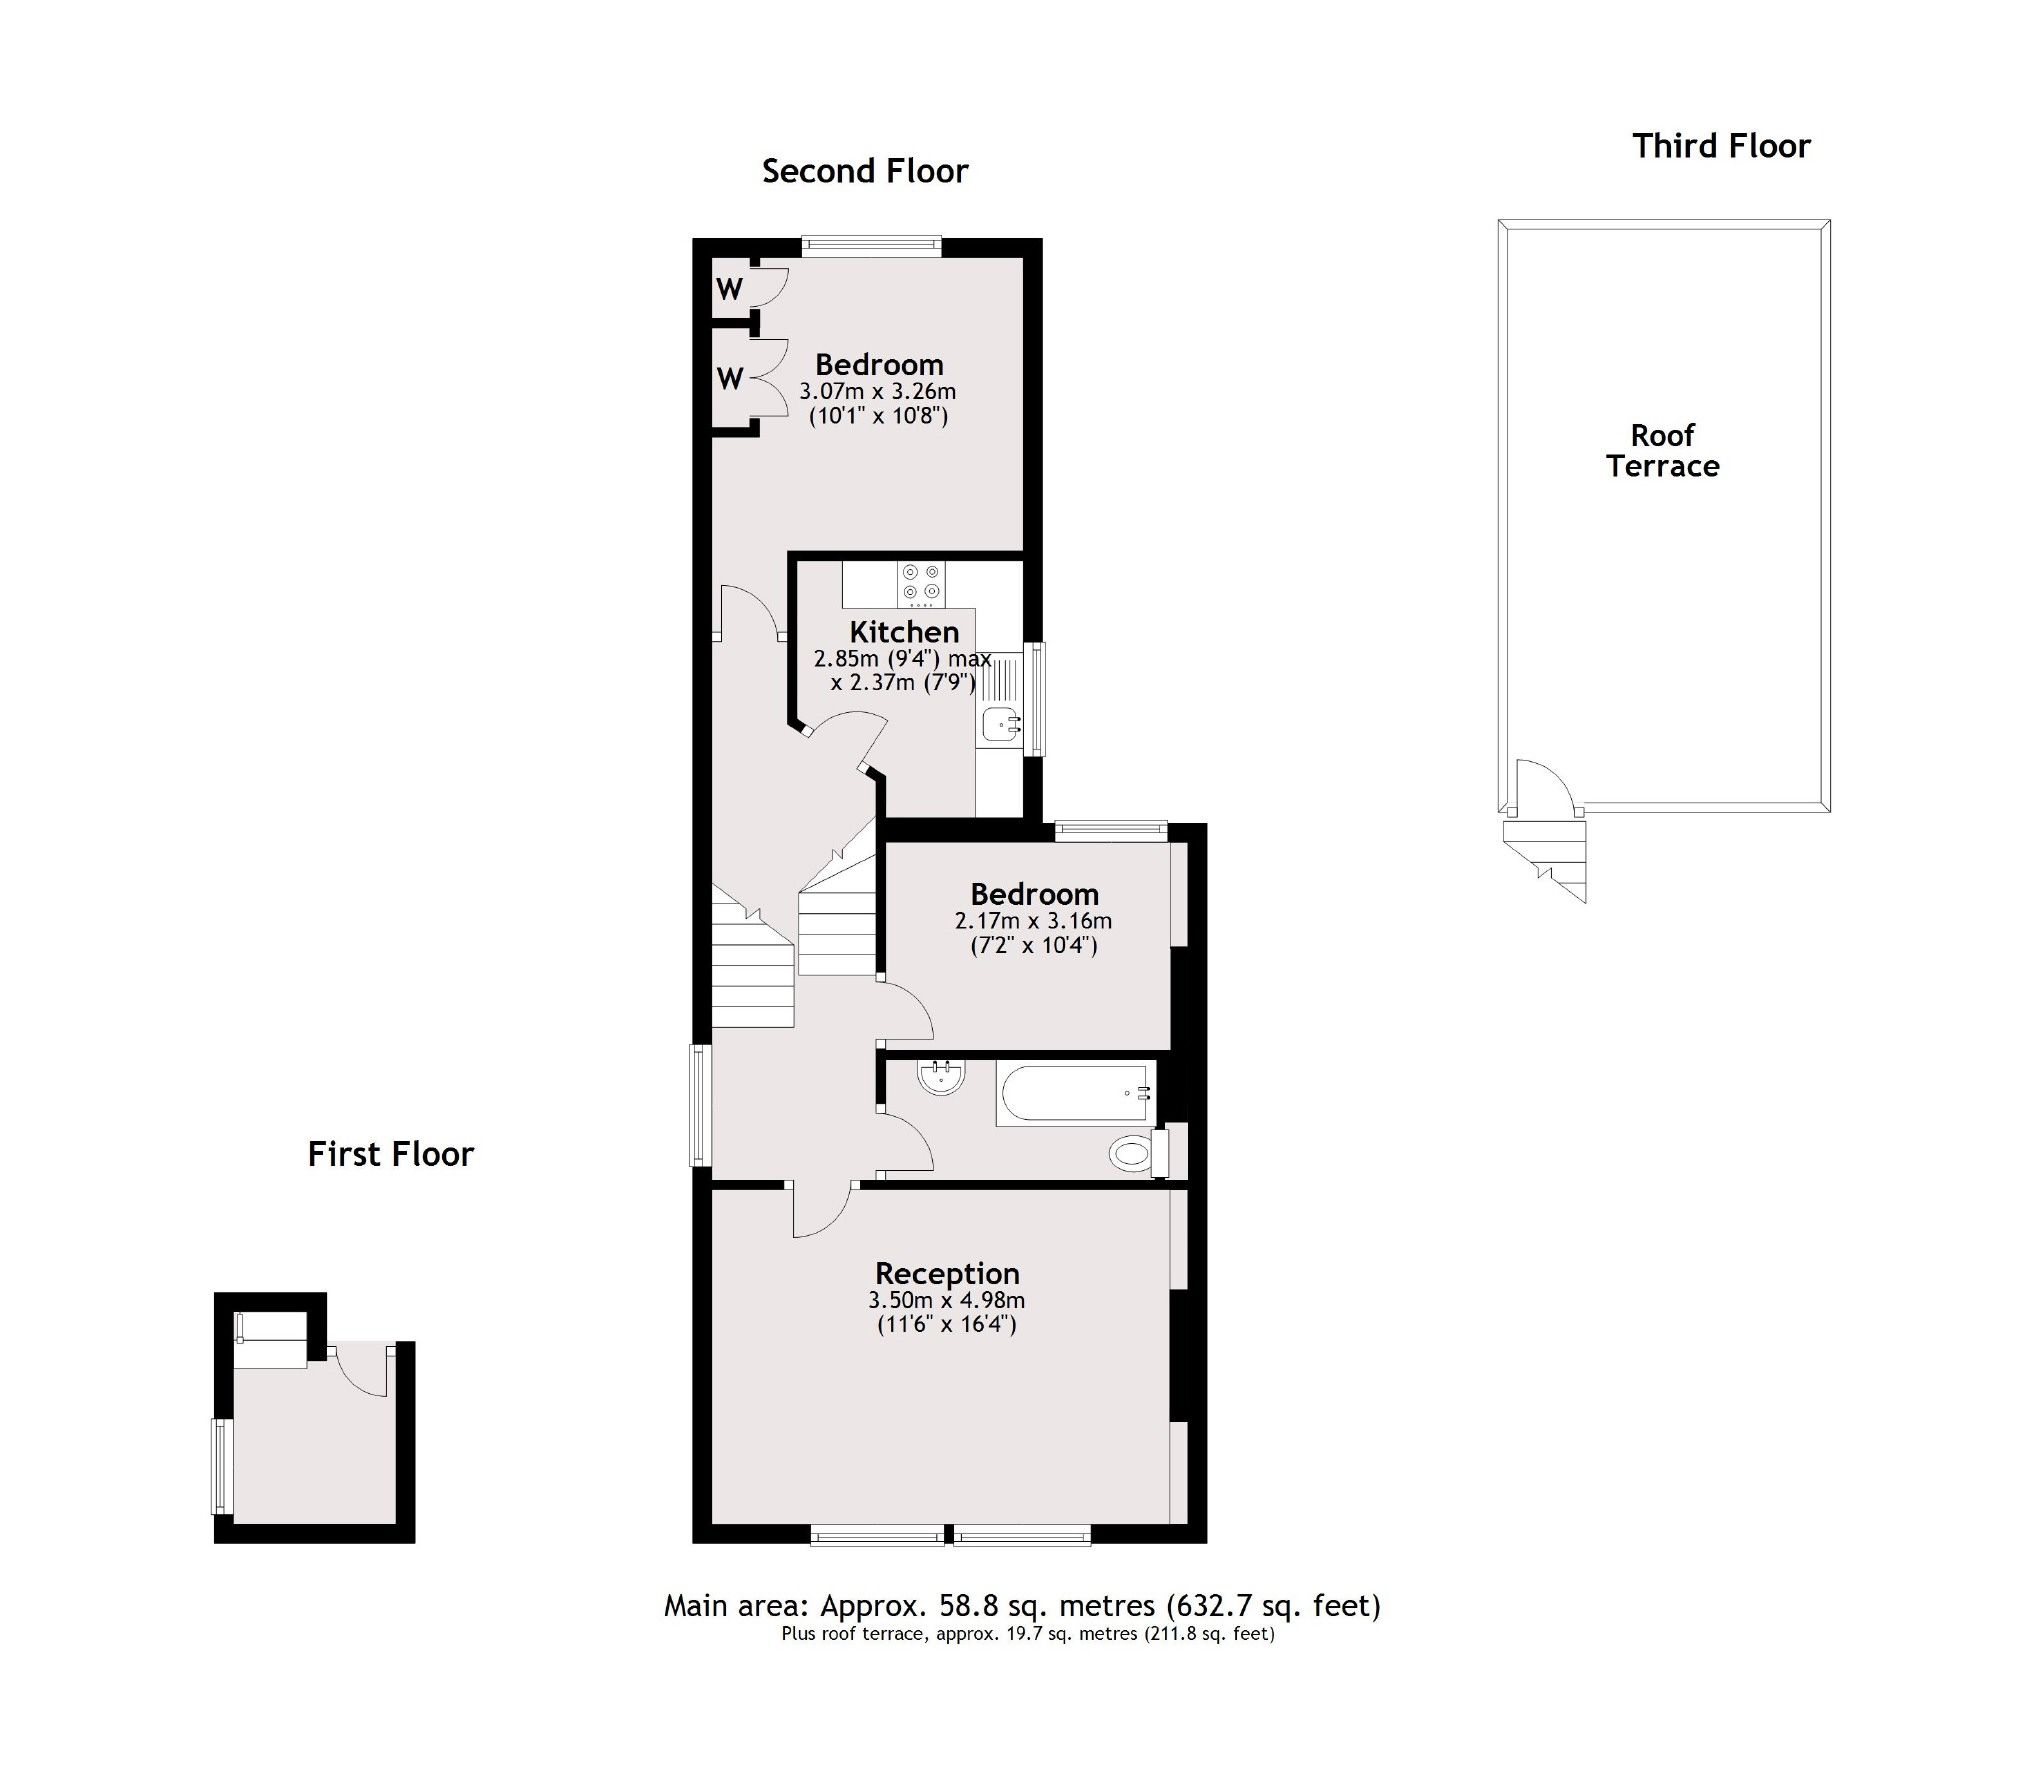 Third Floor
Second Floor
W
W
Bedroom
3.07m x 3.26m
(10'1" x 10'8")
Roof
Terrace
Kitchen
2.85m (9'4") max
x 2.37m (7'9")
Bedroom
2.17m x 3.16m
(7'2" x 10'4")
First Floor
Reception
3.50m x 4.98m
(11'6" x 16'4")
Main area: Approx. 58.8 sq. metres (632.7 sq. feet)
Plus roof terrace, approx. 19.7 sq. metres (211.8 sq. feet)